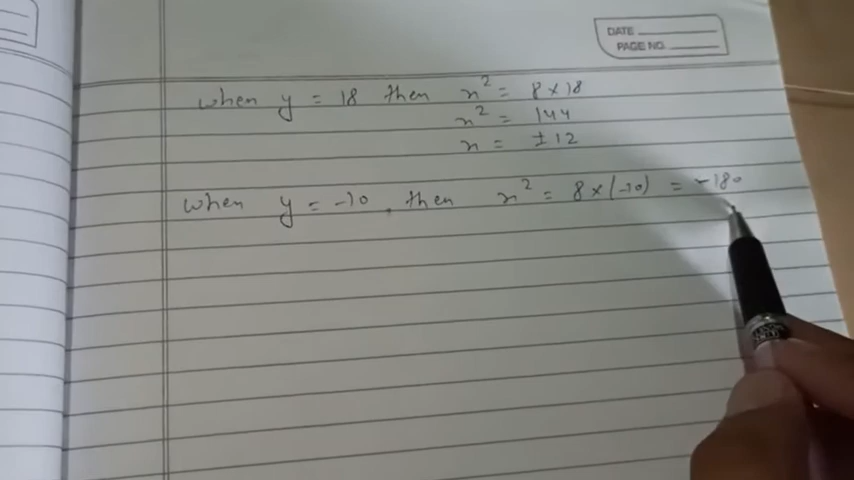 DATE
PAGE NO.
when y = 18 then x² = 8 × 18
x² = 144
x = ±12
when y = -10, then x² = 8 × (-10) = -180